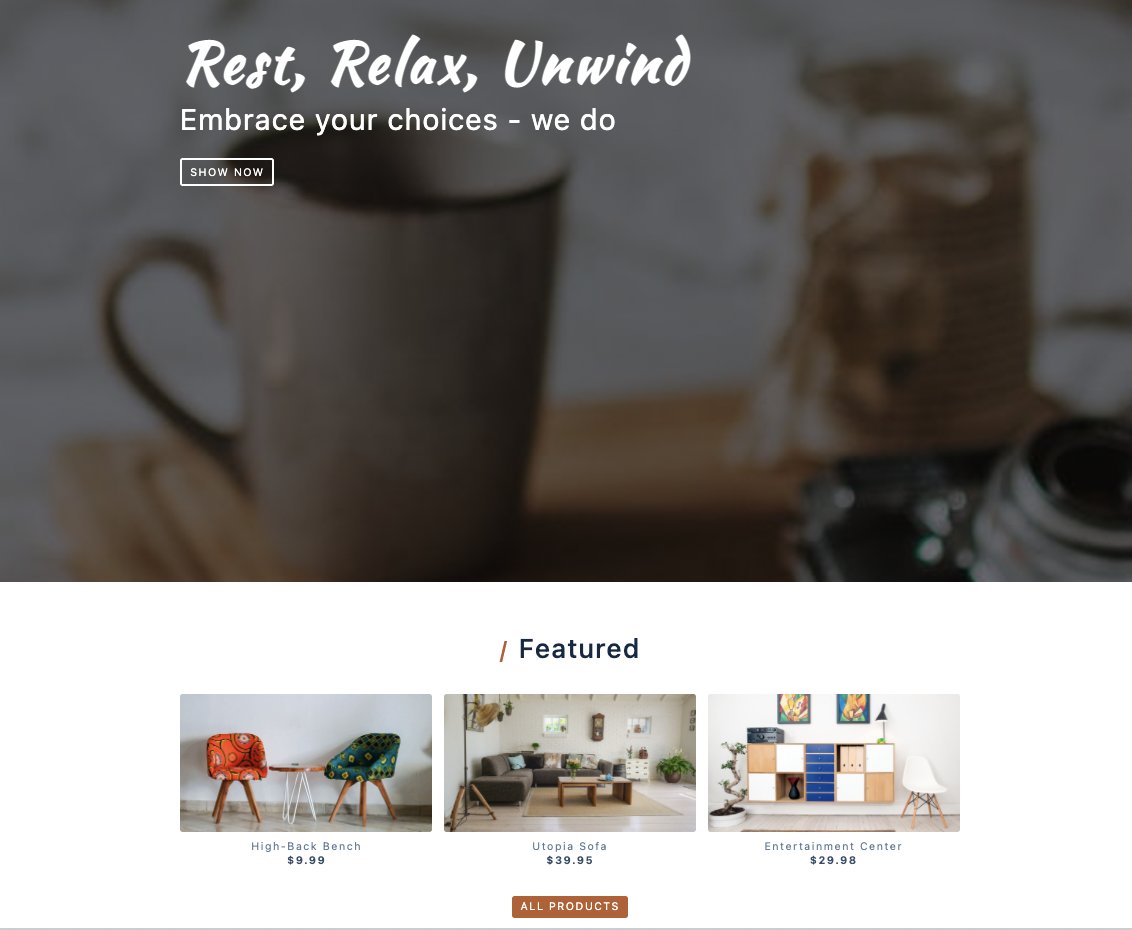 Rest, Relax, Unwind
Embrace your choices - we do
SHOW NOW
/ Featured
High-Back Bench
$9.99
Utopia Sofa
$39.95
Entertainment Center
$29.98
ALL PRODUCTS